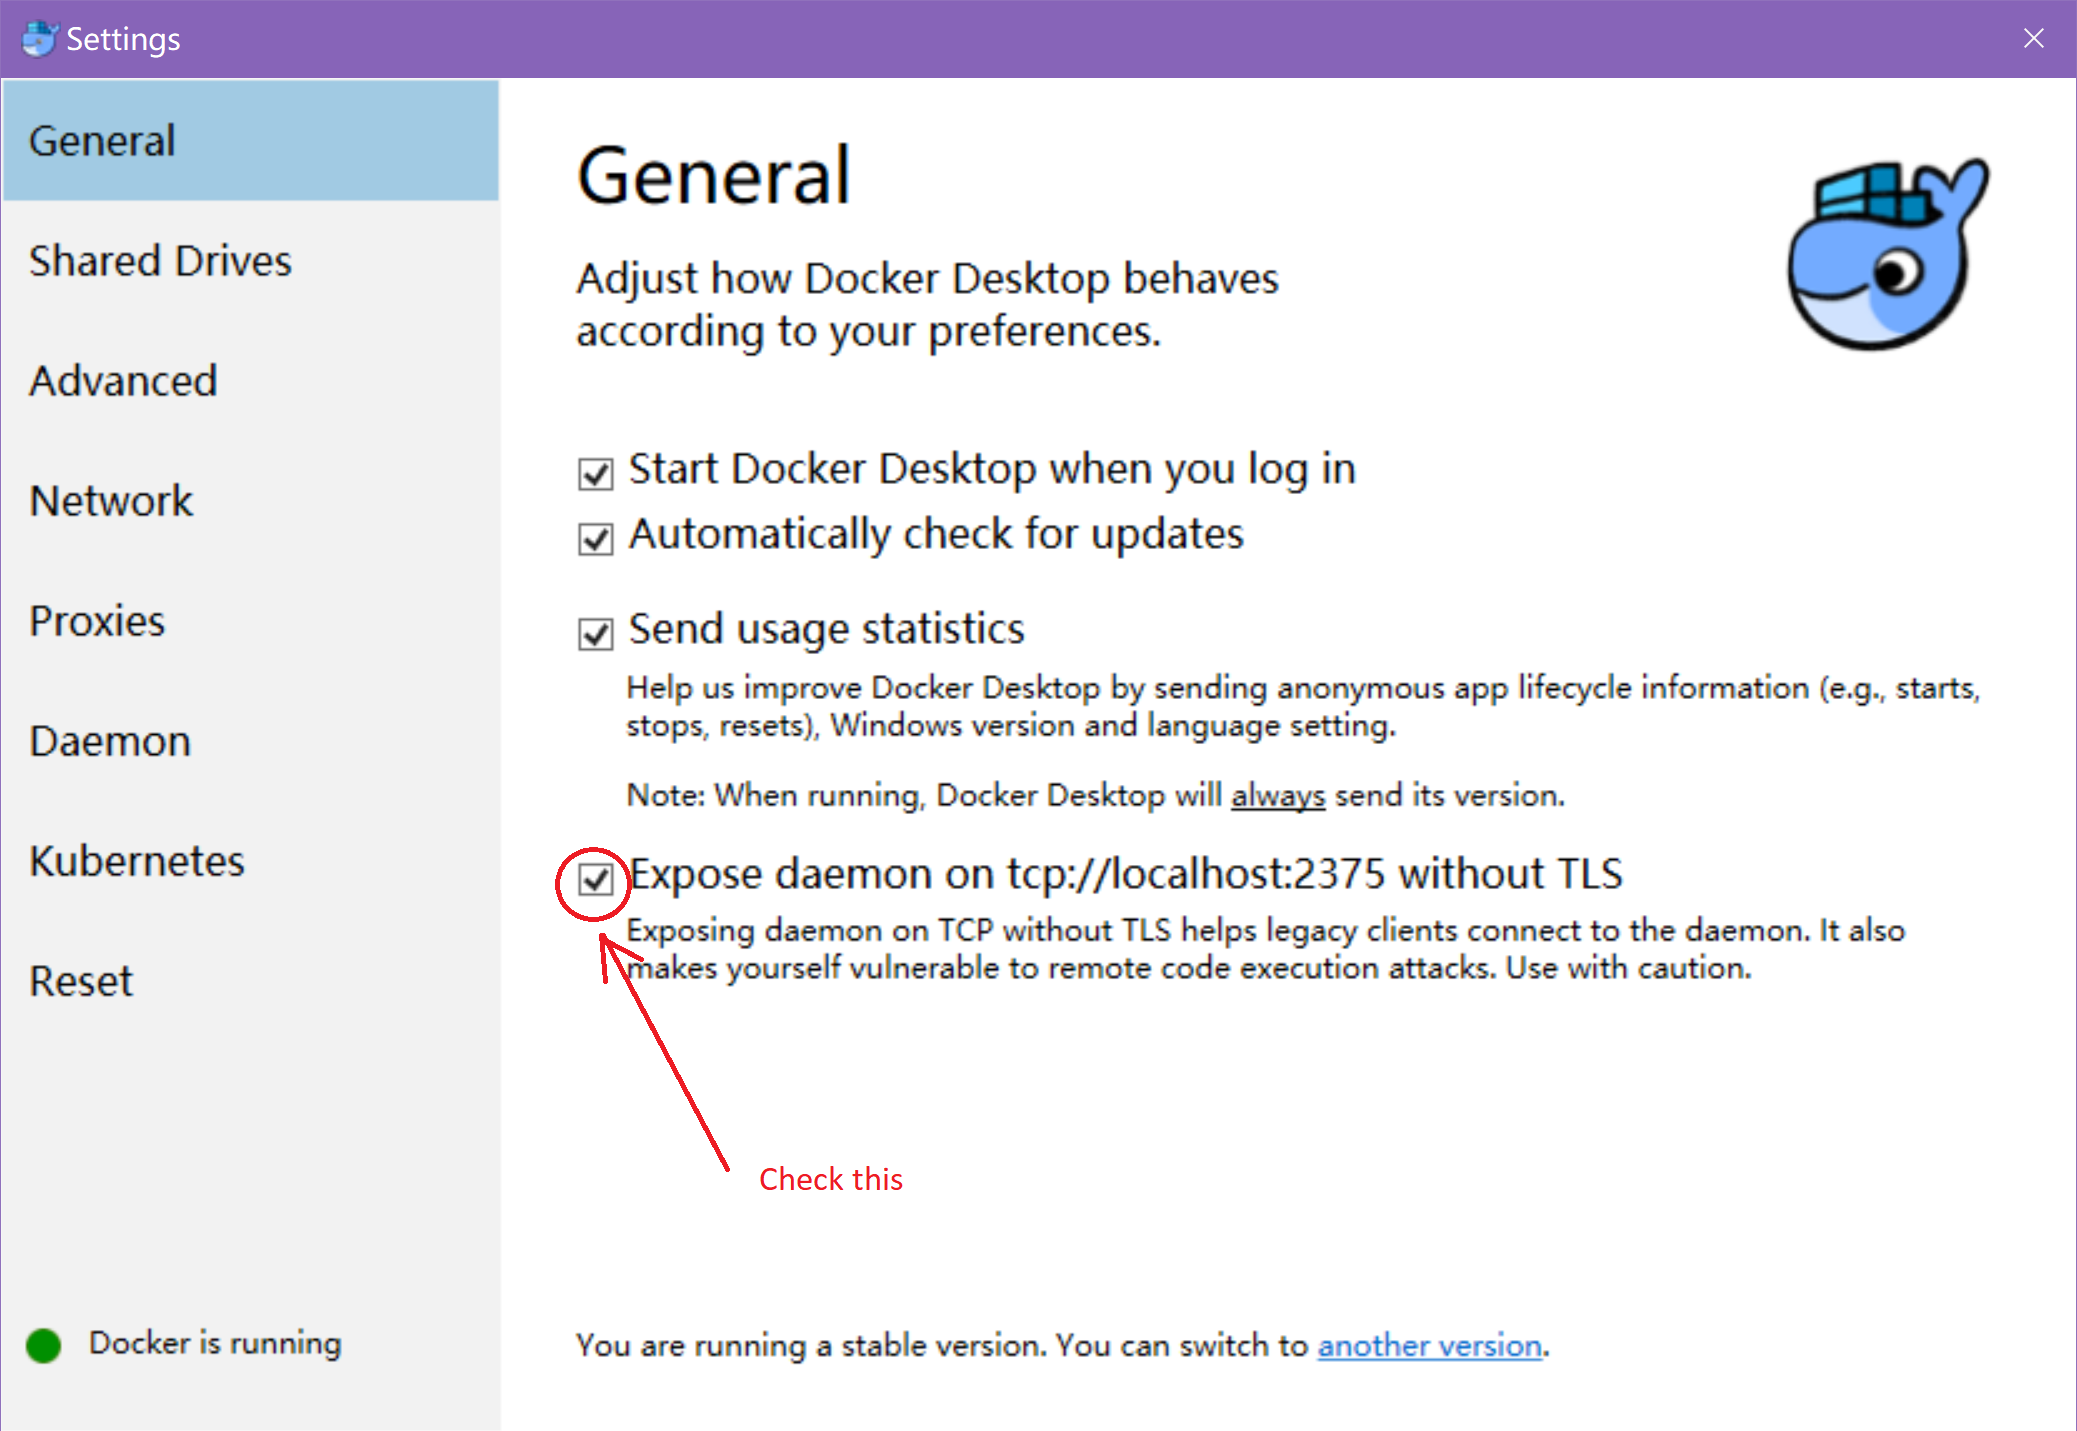 Settings
General
Shared Drives
Advanced
Network
Proxies
Daemon
Kubernetes
Reset
Docker is running
General
Adjust how Docker Desktop behaves
according to your preferences.
Start Docker Desktop when you log in
Automatically check for updates
Send usage statistics
Help us improve Docker Desktop by sending anonymous app lifecycle information (e.g., starts,
stops, resets), Windows version and language setting.
Note: When running, Docker Desktop will always send its version.
Expose daemon on tcp://localhost:2375 without TLS
Exposing daemon on TCP without TLS helps legacy clients connect to the daemon. It also
makes yourself vulnerable to remote code execution attacks. Use with caution.
Check this
You are running a stable version. You can switch to another version.